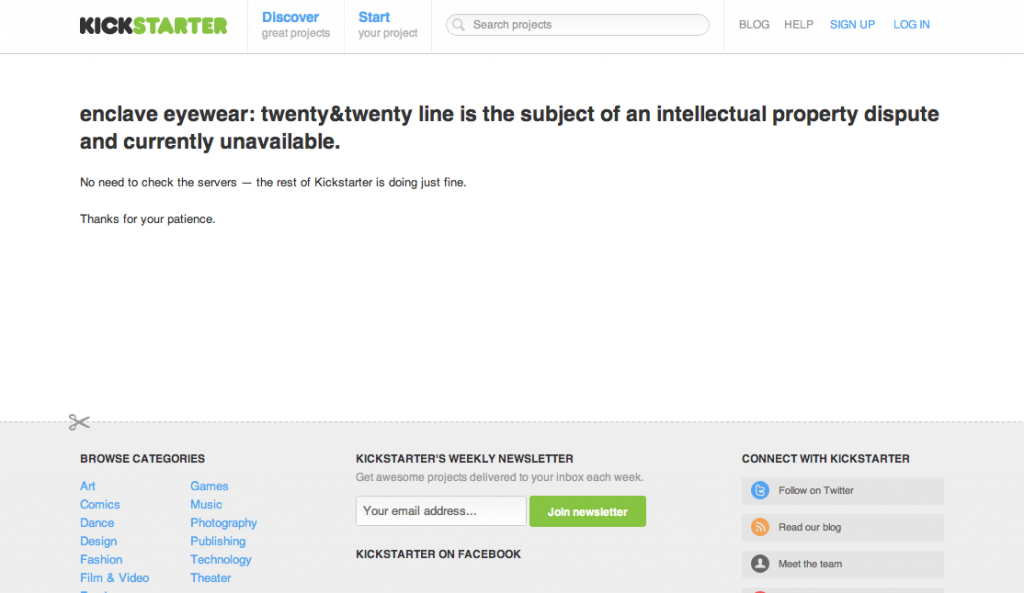 KICKSTARTER
Discover
great projects
Start
your project
Search projects
BLOG
HELP
SIGN UP
LOG IN
enclave eyewear: twenty&twenty line is the subject of an intellectual property dispute
and currently unavailable.
No need to check the servers — the rest of Kickstarter is doing just fine.
Thanks for your patience.
BROWSE CATEGORIES
Art
Comics
Dance
Design
Fashion
Film & Video
Games
Music
Photography
Publishing
Technology
Theater
KICKSTARTER'S WEEKLY NEWSLETTER
Get awesome projects delivered to your inbox each week.
Your email address...
Join newsletter
KICKSTARTER ON FACEBOOK
CONNECT WITH KICKSTARTER
Follow on Twitter
Read our blog
Meet the team